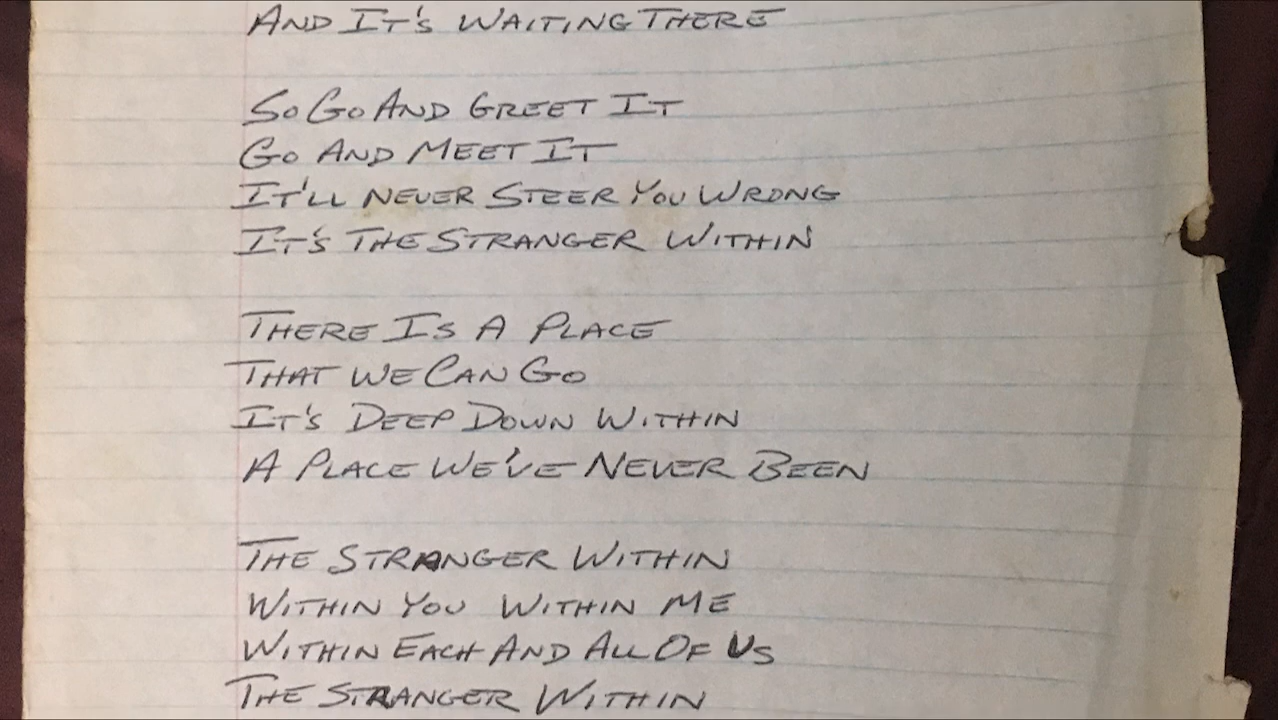 And It's Waiting There
So Go And Greet It
Go And Meet It
It'll Never Steer You Wrong
It's The Stranger Within
There Is A Place
That We Can Go
It's Deep Down Within
A Place We've Never Been
The Stranger Within
Within You Within Me
Within Each And All Of Us
The Stranger Within